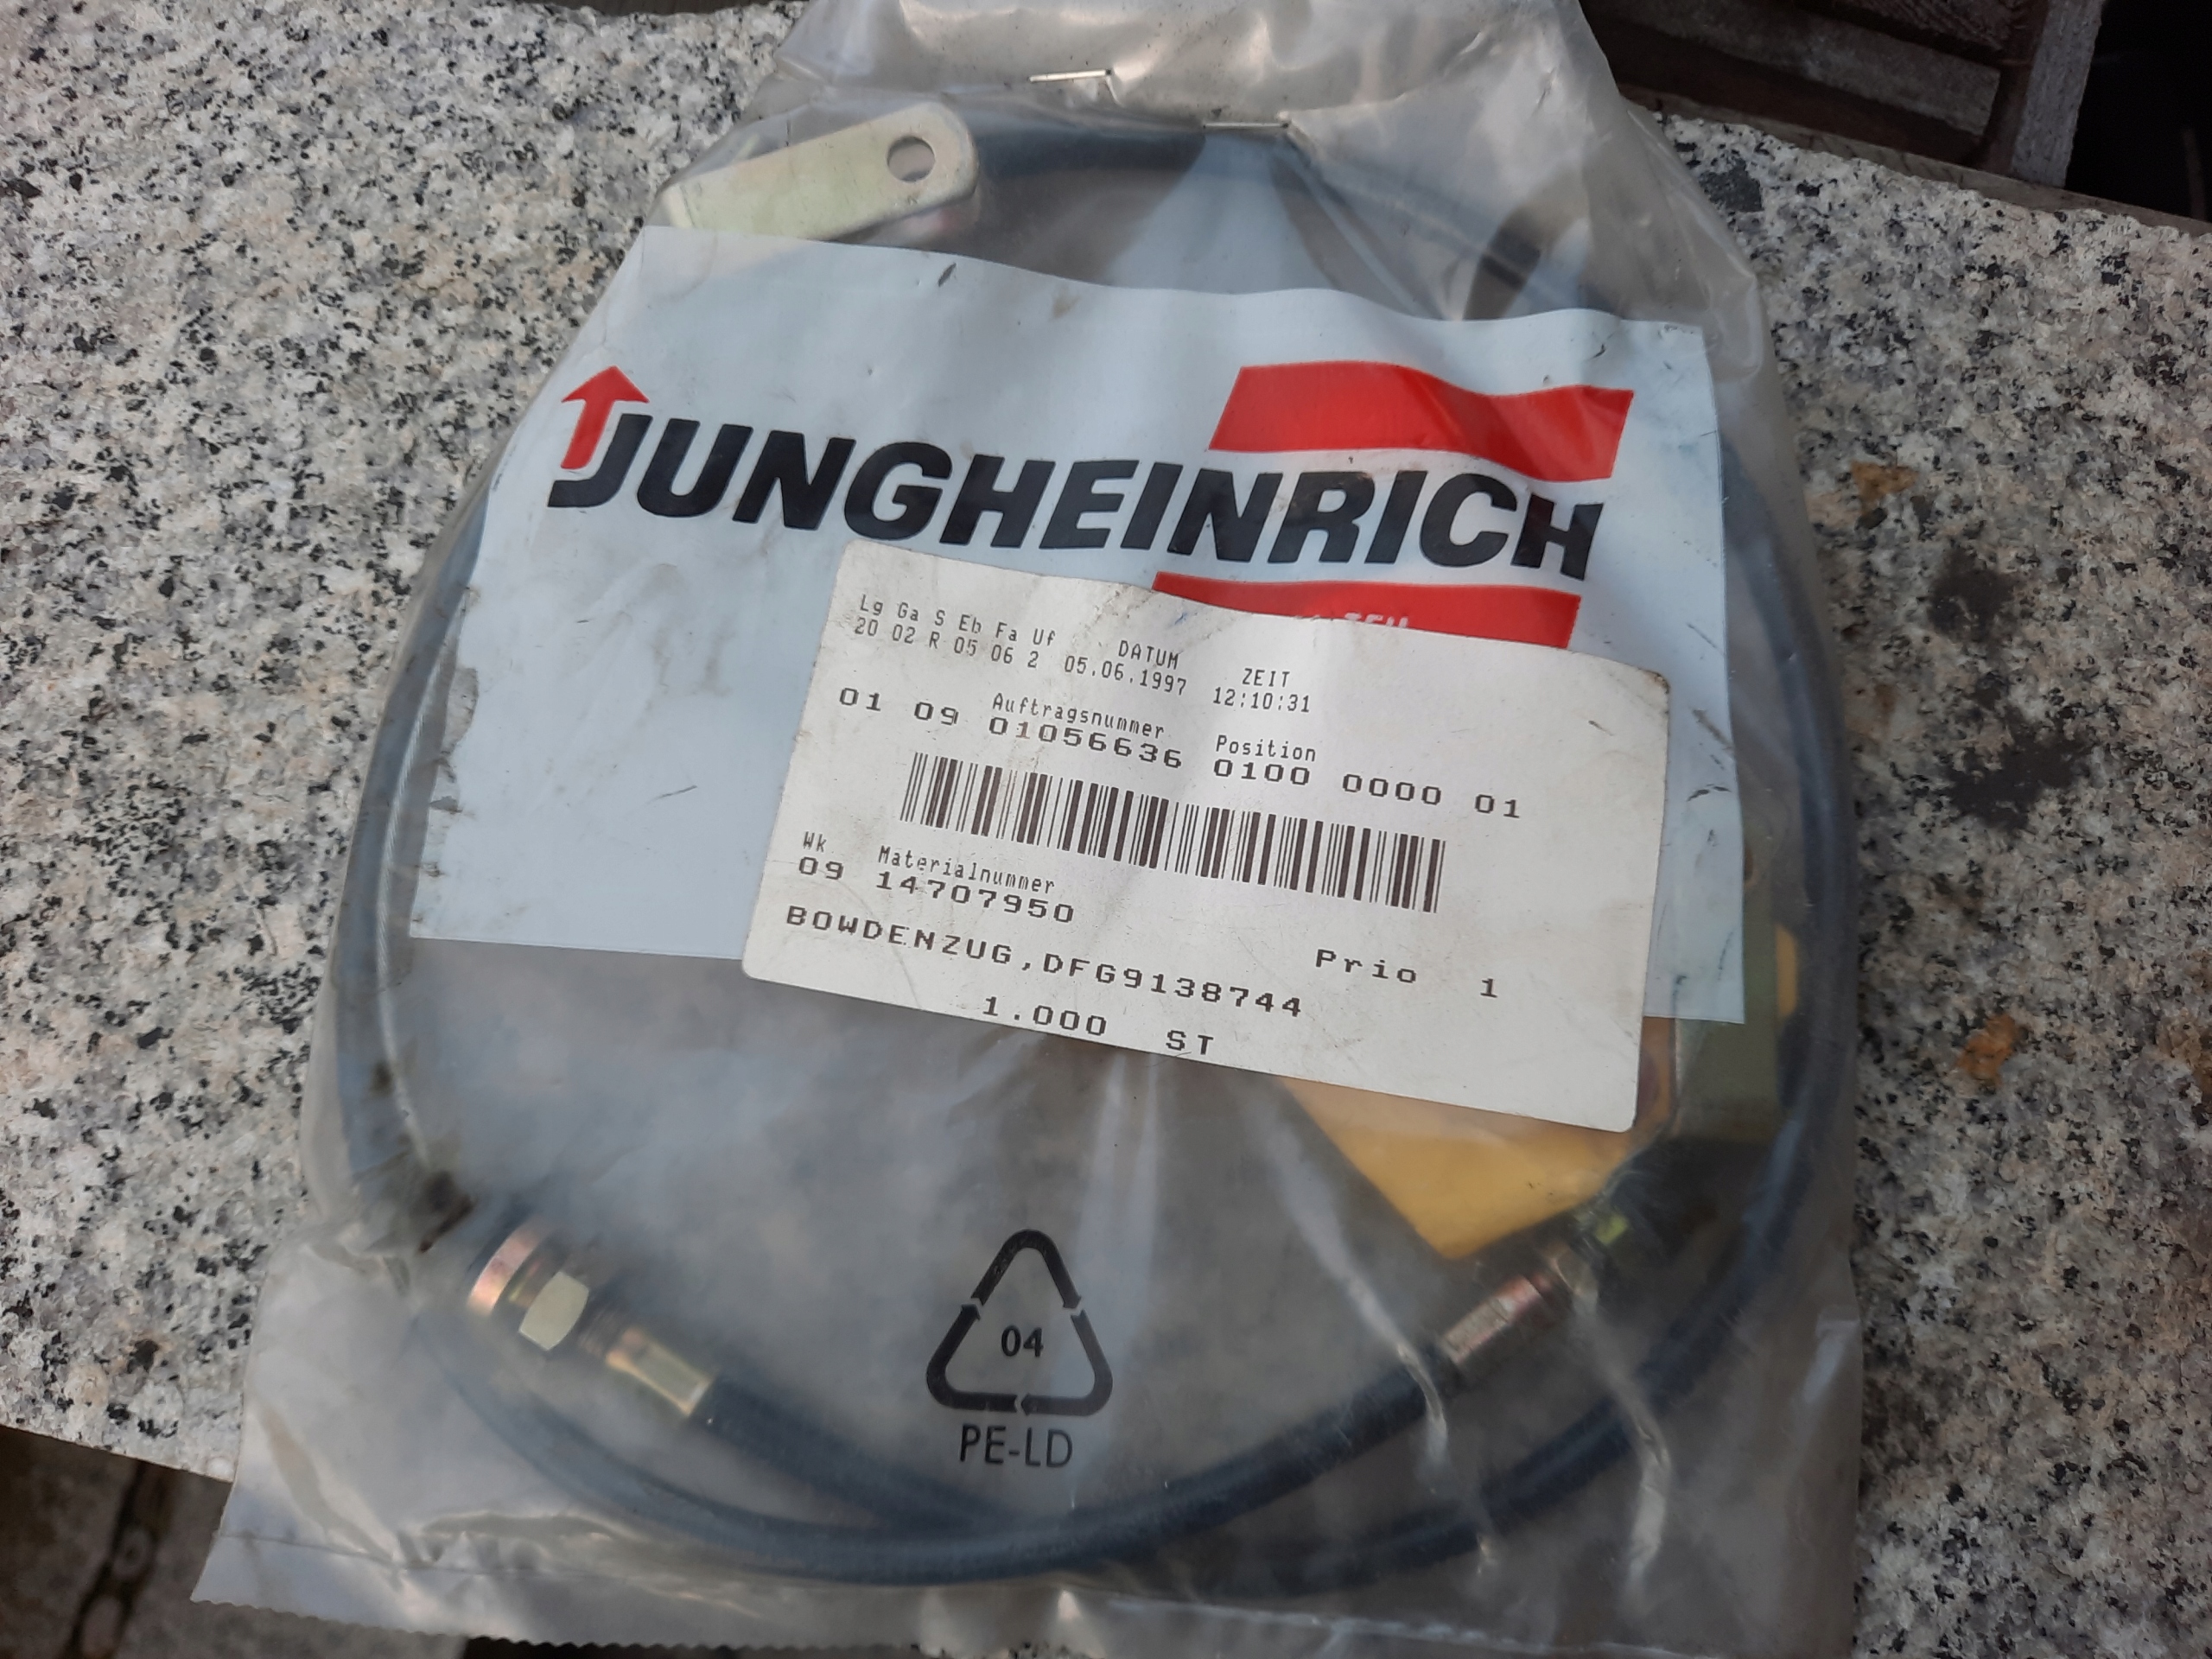 JUNGHEINRICH
Lg Ga S Eb Fa Uf DATUM ZEIT
20 02 R 05 06 2 05.06.1997 12:10:31
Auftragsnummer Position
01 09 01056636 0100 0000 01
Wk Materialnummer
09 14707950
BOWDENZUG,DFG9138744 Prio 1
1.000 ST
04
PE-LD